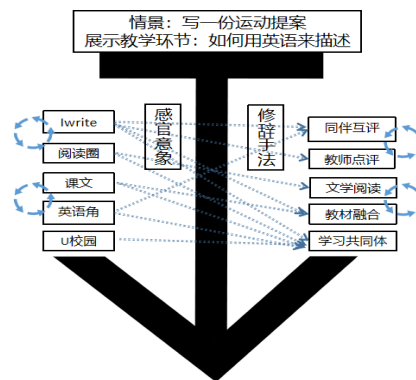 情景：写一份运动提案
展示教学环节：如何用英语来描述
感官意象
修辞手法
Iwrite
阅读圈
课文
英语角
U校园
同伴互评
教师点评
文学阅读
教材融合
学习共同体